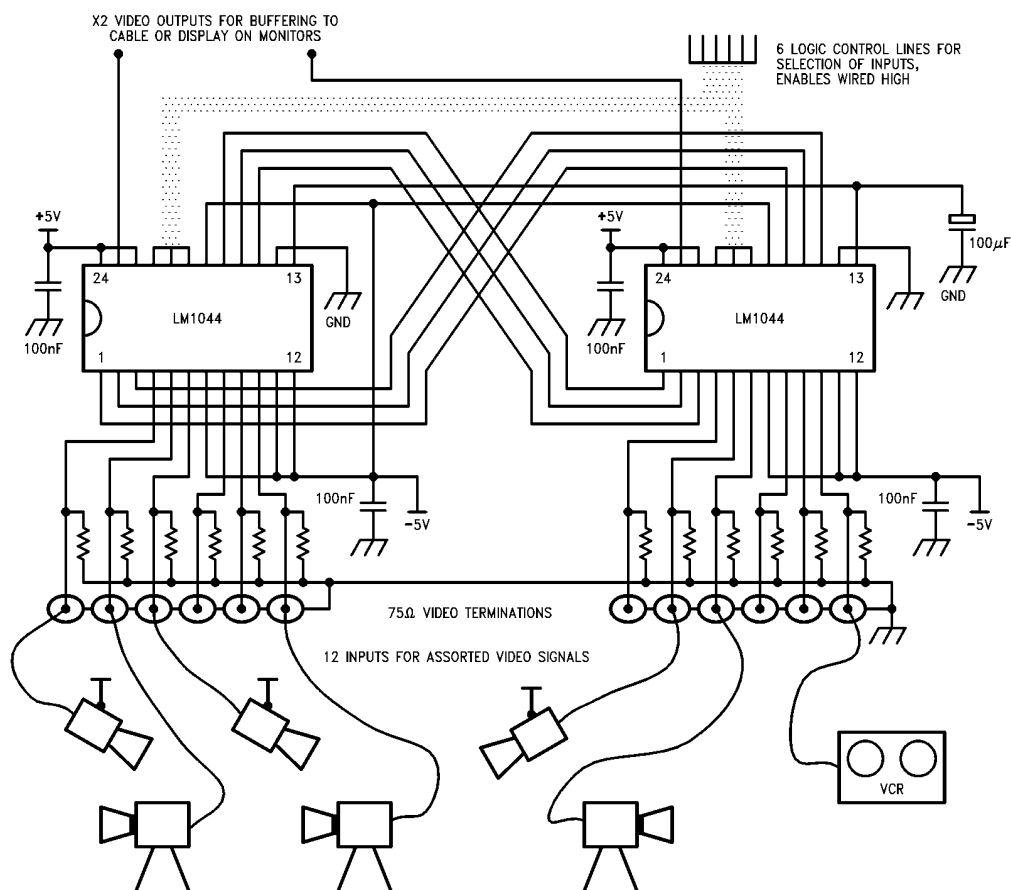 X2 VIDEO OUTPUTS FOR BUFFERING TO
CABLE OR DISPLAY ON MONITORS
6 LOGIC CONTROL LINES FOR
SELECTION OF INPUTS,
ENABLES WIRED HIGH
+5V
+5V
100µF
GND
24
13
LM1044
1
12
GND
100nF
24
13
LM1044
1
12
100nF
100nF
-5V
100nF
-5V
75Ω VIDEO TERMINATIONS
12 INPUTS FOR ASSORTED VIDEO SIGNALS
VCR